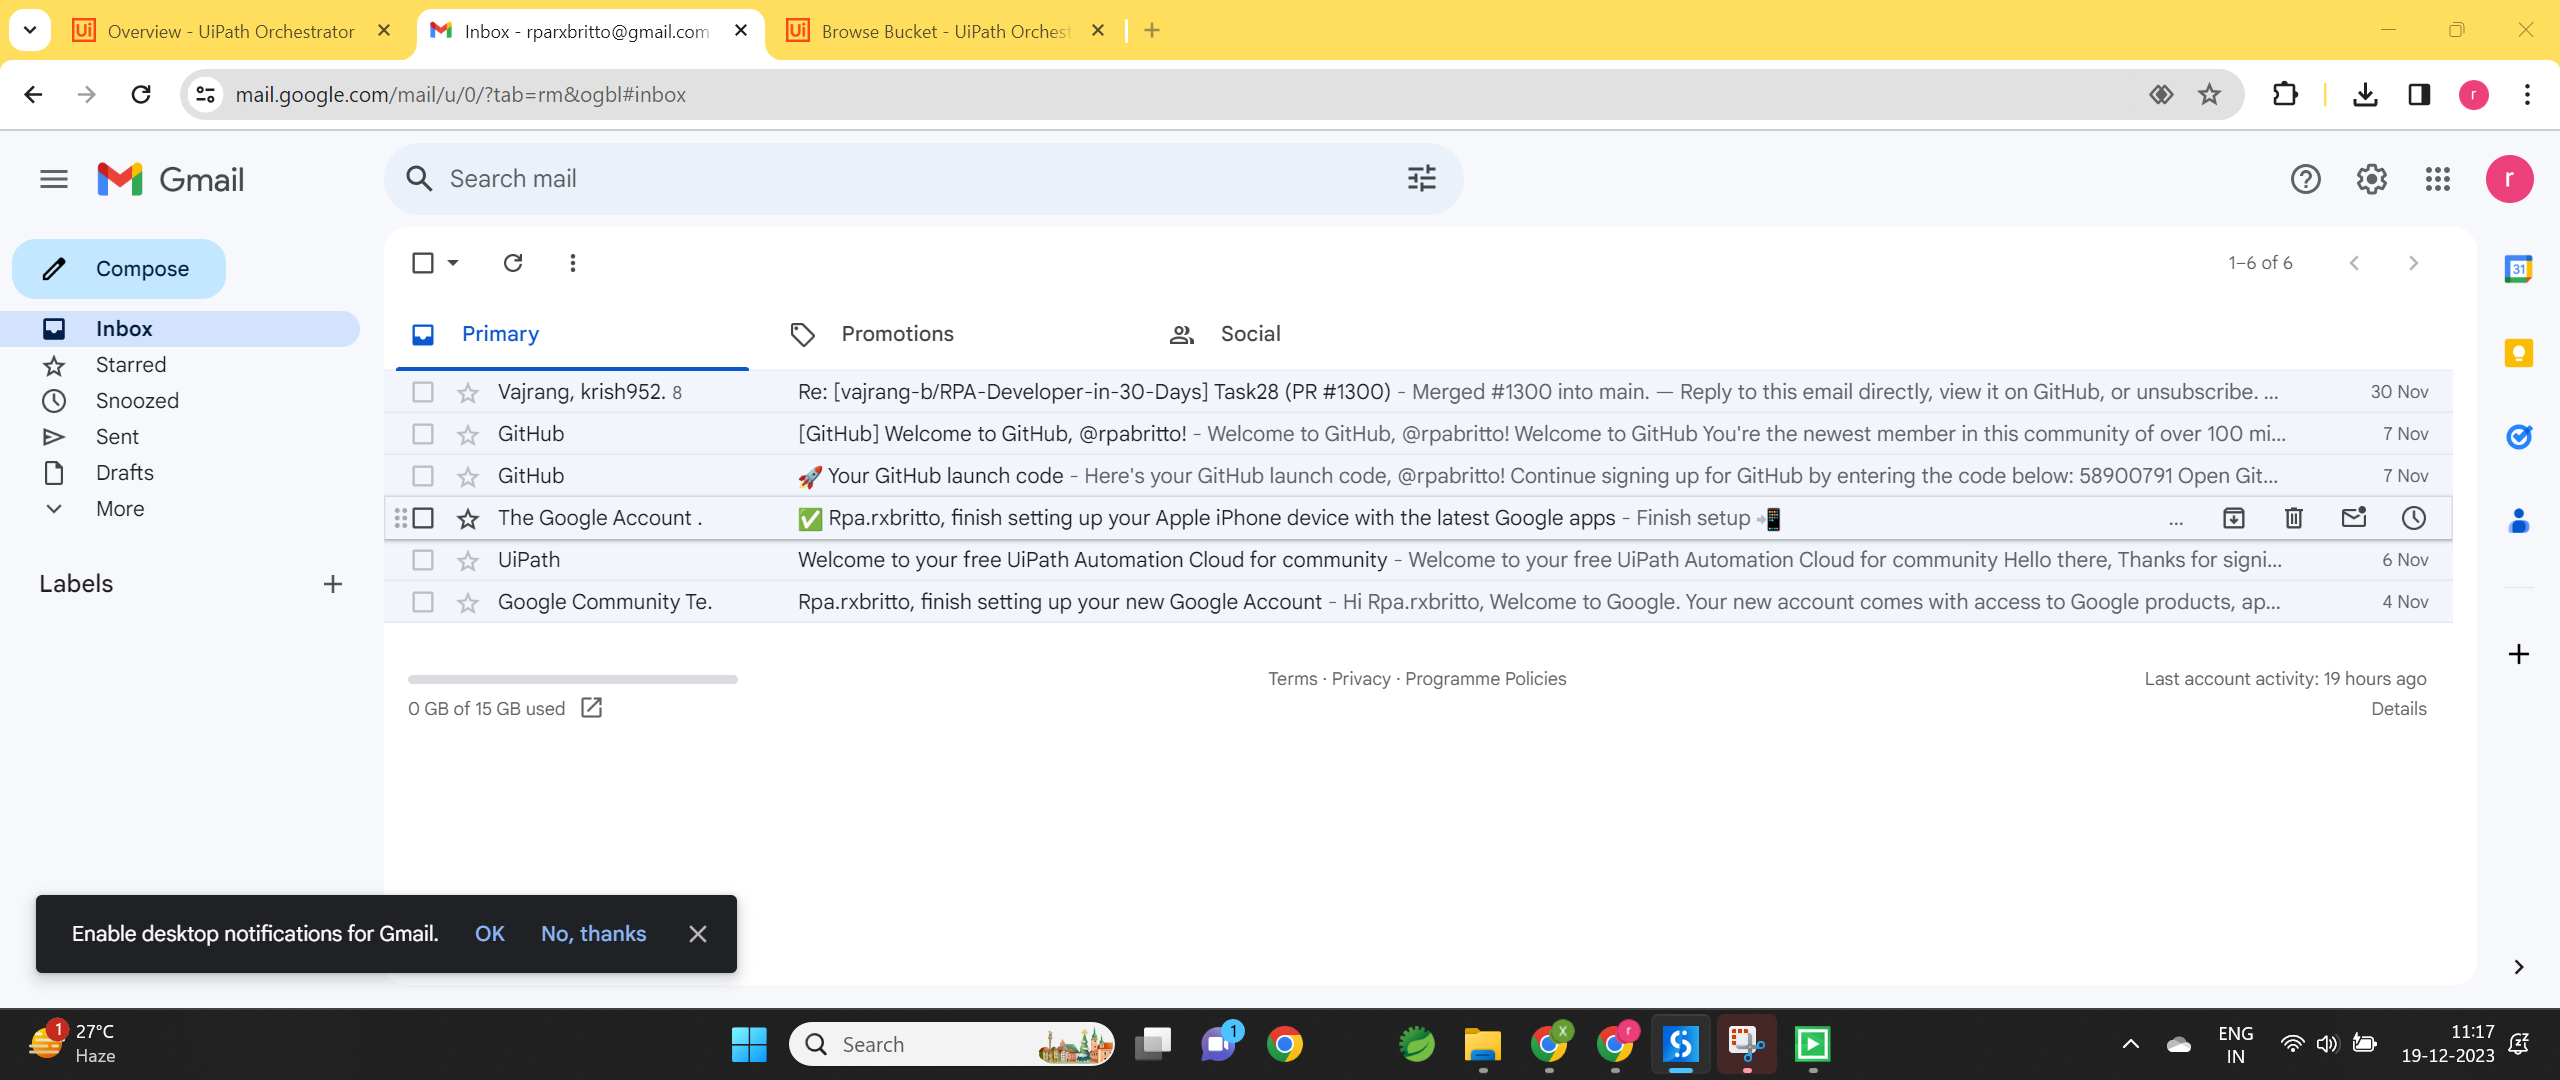 Overview - UiPath Orchestrator
Inbox - rparxbritto@gmail.com
Browse Bucket - UiPath Orchest
mail.google.com/mail/u/0/?tab=rm&ogbl#inbox
r
Gmail
Search mail
r
Compose
1–6 of 6
31
Inbox
Primary
Promotions
Social
Starred
Snoozed
Sent
Drafts
More
Labels
Vajrang, krish952. 8 Re: [vajrang-b/RPA-Developer-in-30-Days] Task28 (PR #1300) - Merged #1300 into main. — Reply to this email directly, view it on GitHub, or unsubscribe. ... 30 Nov
GitHub [GitHub] Welcome to GitHub, @rpabritto! - Welcome to GitHub, @rpabritto! Welcome to GitHub You're the newest member in this community of over 100 mi... 7 Nov
GitHub 🚀 Your GitHub launch code - Here's your GitHub launch code, @rpabritto! Continue signing up for GitHub by entering the code below: 58900791 Open Git... 7 Nov
The Google Account . ✅ Rpa.rxbritto, finish setting up your Apple iPhone device with the latest Google apps - Finish setup 📲 ...
UiPath Welcome to your free UiPath Automation Cloud for community - Welcome to your free UiPath Automation Cloud for community Hello there, Thanks for signi... 6 Nov
Google Community Te. Rpa.rxbritto, finish setting up your new Google Account - Hi Rpa.rxbritto, Welcome to Google. Your new account comes with access to Google products, ap... 4 Nov
0 GB of 15 GB used
Terms · Privacy · Programme Policies
Last account activity: 19 hours ago
Details
Enable desktop notifications for Gmail. OK No, thanks
1
27°C
Haze
Search
1
X
r
ENG
IN
11:17
19-12-2023